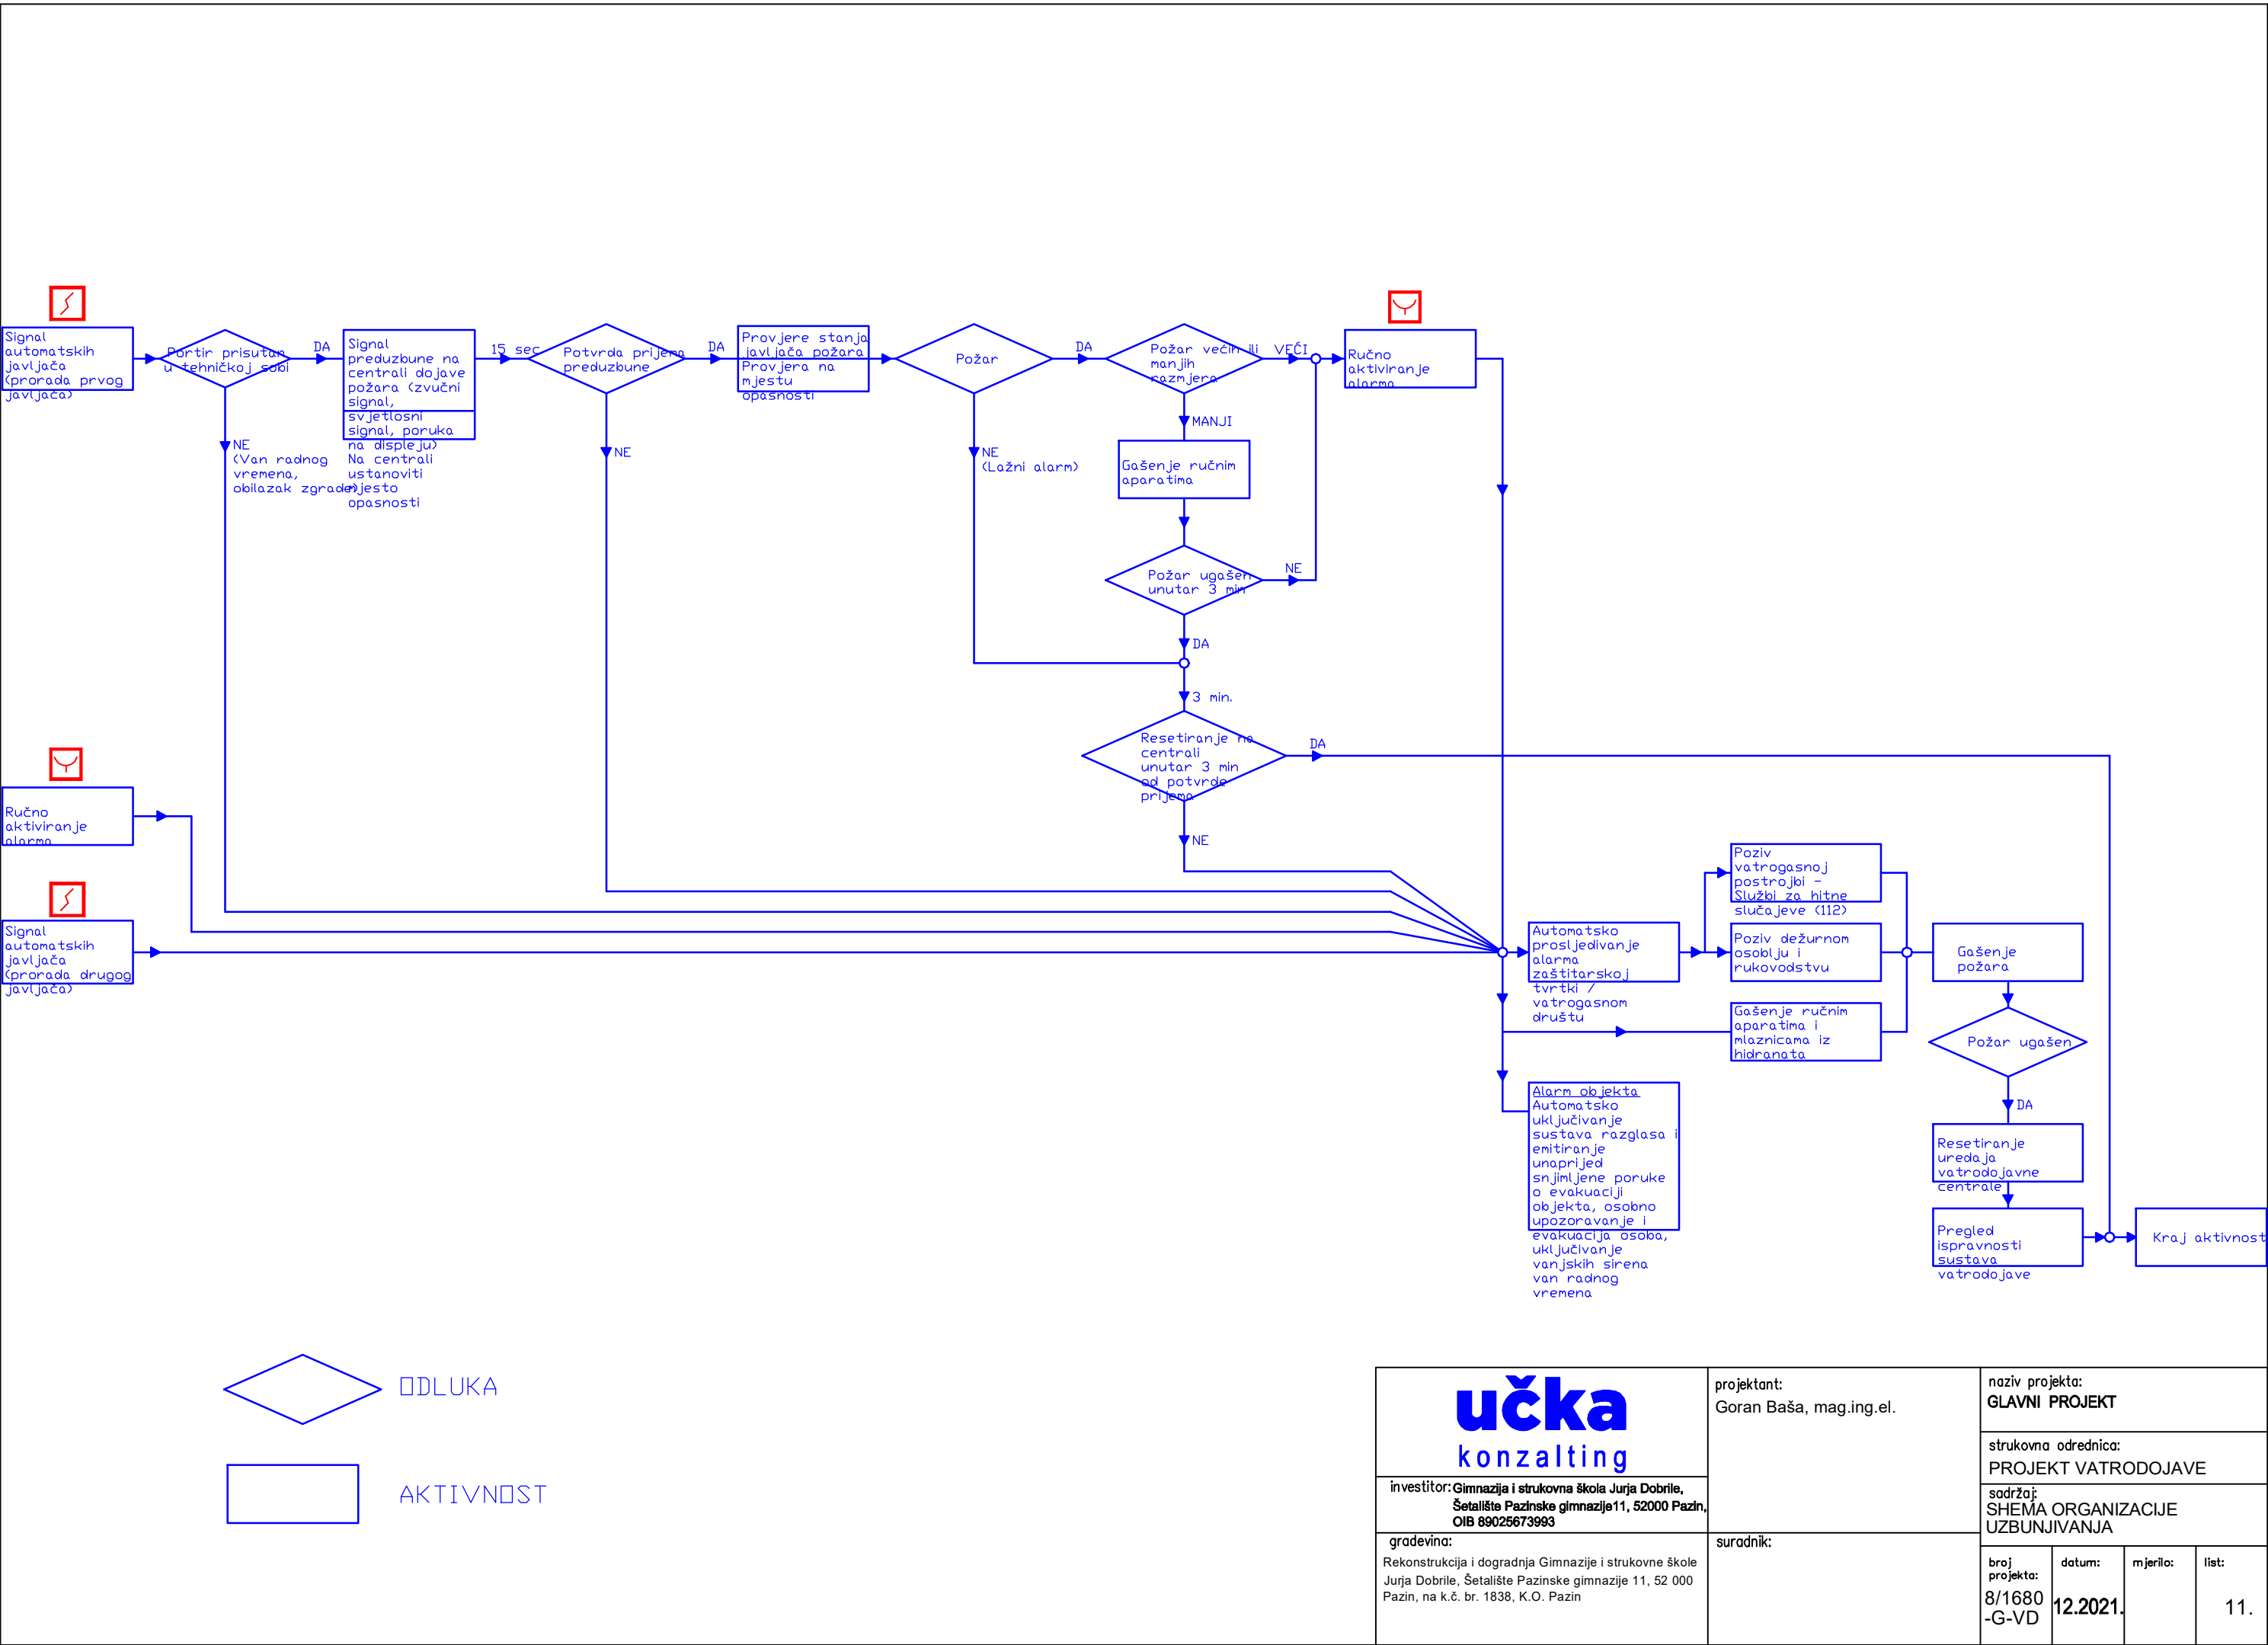 Signal
automatskih
javljača
(prorada prvog
javljača)
Portir prisutan
u tehničkoj sobi
DA
NE
(Van radnog
vremena,
obilazak zgrade)
Signal
preduzbune na
centrali dojave
požara (zvučni
signal,
svjetlosni
signal, poruka
na displeju)
Na centrali
ustanoviti
mjesto
opasnosti
15 sec
Potvrda prijema
preduzbune
DA
NE
Provjere stanja
javljača požara
Provjera na
mjestu
opasnosti
Požar
DA
NE
(Lažni alarm)
Požar većih ili
manjih
razmjera
VEĆI
MANJI
Ručno
aktiviranje
alarma
Gašenje ručnim
aparatima
Požar ugašen
unutar 3 min
NE
DA
3 min.
Resetiranje na
centrali
unutar 3 min
od potvrde
prijema
DA
NE
Ručno
aktiviranje
alarma
Signal
automatskih
javljača
(prorada drugog
javljača)
Automatsko
prosljedivanje
alarma
zaštitarskoj
tvrtki /
vatrogasnom
društu
Poziv
vatrogasnoj
postrojbi -
Službi za hitne
slučajeve (112)
Poziv dežurnom
osoblju i
rukovodstvu
Gašenje ručnim
aparatima i
mlaznicama iz
hidranata
Gašenje
požara
Požar ugašen
DA
Resetiranje
uredaja
vatrodojavne
centrale
Pregled
ispravnosti
sustava
vatrodojave
Kraj aktivnost
Alarm objekta
Automatsko
uključivanje
sustava razglasa i
emitiranje
unaprijed
snjimljene poruke
o evakuaciji
objekta, osobno
upozoravanje i
evakuacija osoba,
uključivanje
vanjskih sirena
van radnog
vremena
ODLUKA
AKTIVNOST
učka
konzalting
investitor: Gimnazija i strukovna škola Jurja Dobrile,
Šetalište Pazinske gimnazije11, 52000 Pazin,
OIB 89025673993
gradevina:
Rekonstrukcija i dogradnja Gimnazije i strukovne škole
Jurja Dobrile, Šetalište Pazinske gimnazije 11, 52 000
Pazin, na k.č. br. 1838, K.O. Pazin
projektant:
Goran Baša, mag.ing.el.
suradnik:
naziv projekta:
GLAVNI PROJEKT
strukovna odrednica:
PROJEKT VATRODOJAVE
sadržaj:
SHEMA ORGANIZACIJE
UZBUNJIVANJA
broj
projekta:
8/1680
-G-VD
datum:
12.2021.
mjerilo:
list:
11.